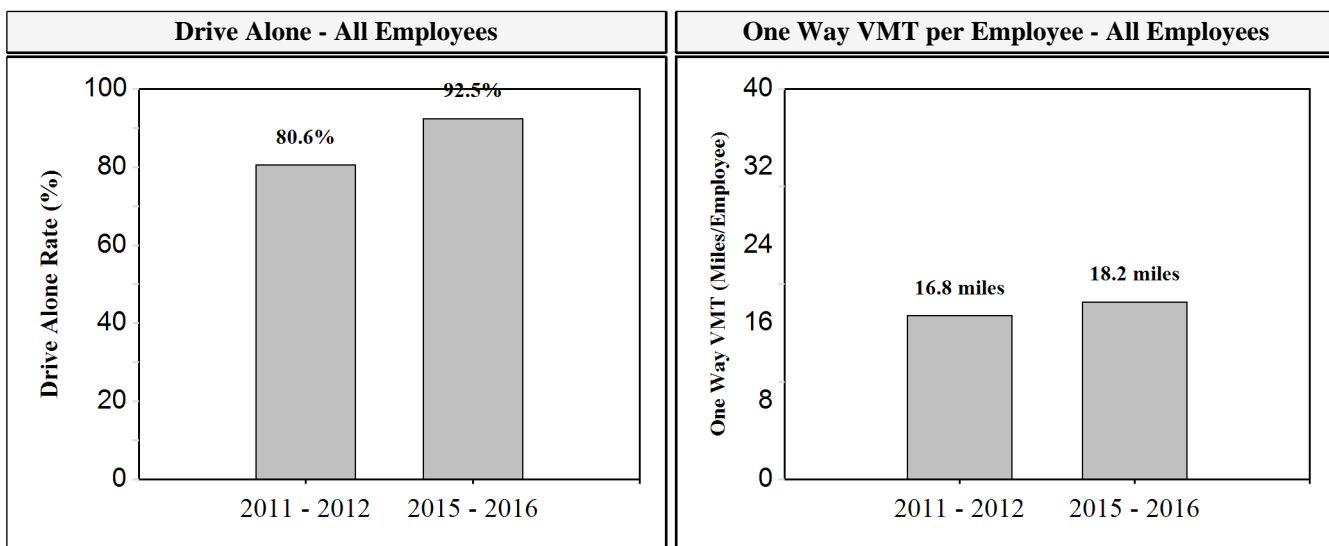 Drive Alone - All Employees
One Way VMT per Employee - All Employees
Drive Alone Rate (%)
100
80
60
40
20
0
80.6%
92.5%
2011 - 2012
2015 - 2016
One Way VMT (Miles/Employee)
40
32
24
16
8
0
16.8 miles
18.2 miles
2011 - 2012
2015 - 2016